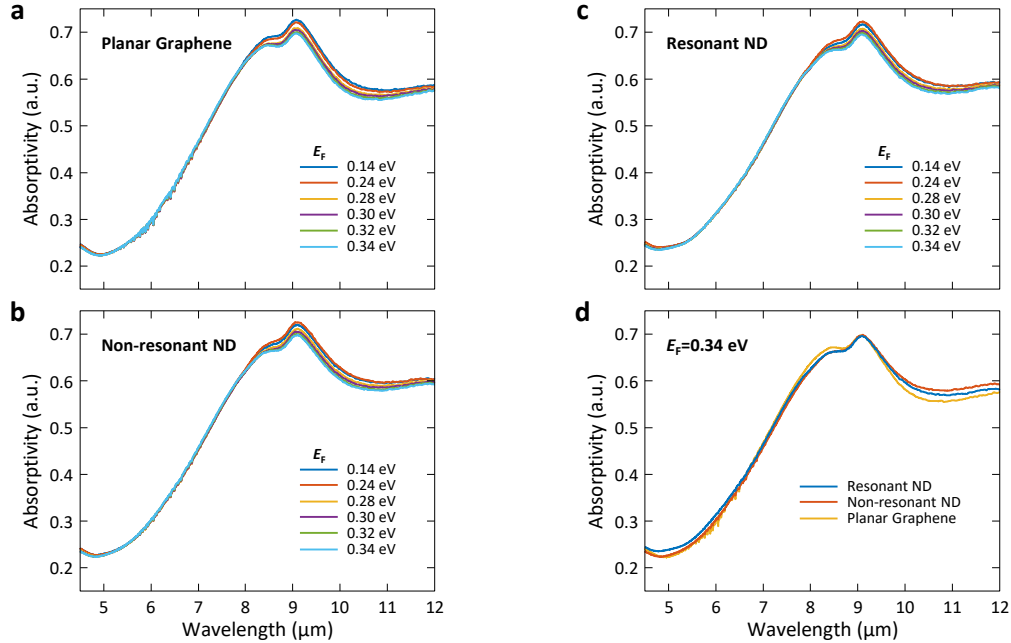 a
Absorptivity (a.u.)
0.7
0.6
0.5
0.4
0.3
0.2
Planar Graphene
E_F
0.14 eV
0.24 eV
0.28 eV
0.30 eV
0.32 eV
0.34 eV
c
Absorptivity (a.u.)
0.7
0.6
0.5
0.4
0.3
0.2
Resonant ND
E_F
0.14 eV
0.24 eV
0.28 eV
0.30 eV
0.32 eV
0.34 eV
b
Absorptivity (a.u.)
0.7
0.6
0.5
0.4
0.3
0.2
Non-resonant ND
E_F
0.14 eV
0.24 eV
0.28 eV
0.30 eV
0.32 eV
0.34 eV
5 6 7 8 9 10 11 12
Wavelength (μm)
d
Absorptivity (a.u.)
0.7
0.6
0.5
0.4
0.3
0.2
E_F=0.34 eV
Resonant ND
Non-resonant ND
Planar Graphene
5 6 7 8 9 10 11 12
Wavelength (μm)